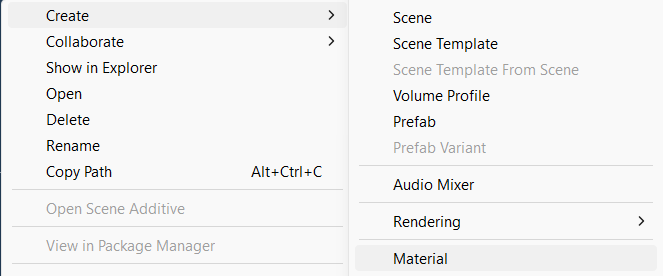 Create
Collaborate
Show in Explorer
Open
Delete
Rename
Copy Path Alt+Ctrl+C
Open Scene Additive
View in Package Manager
Scene
Scene Template
Scene Template From Scene
Volume Profile
Prefab
Prefab Variant
Audio Mixer
Rendering
Material